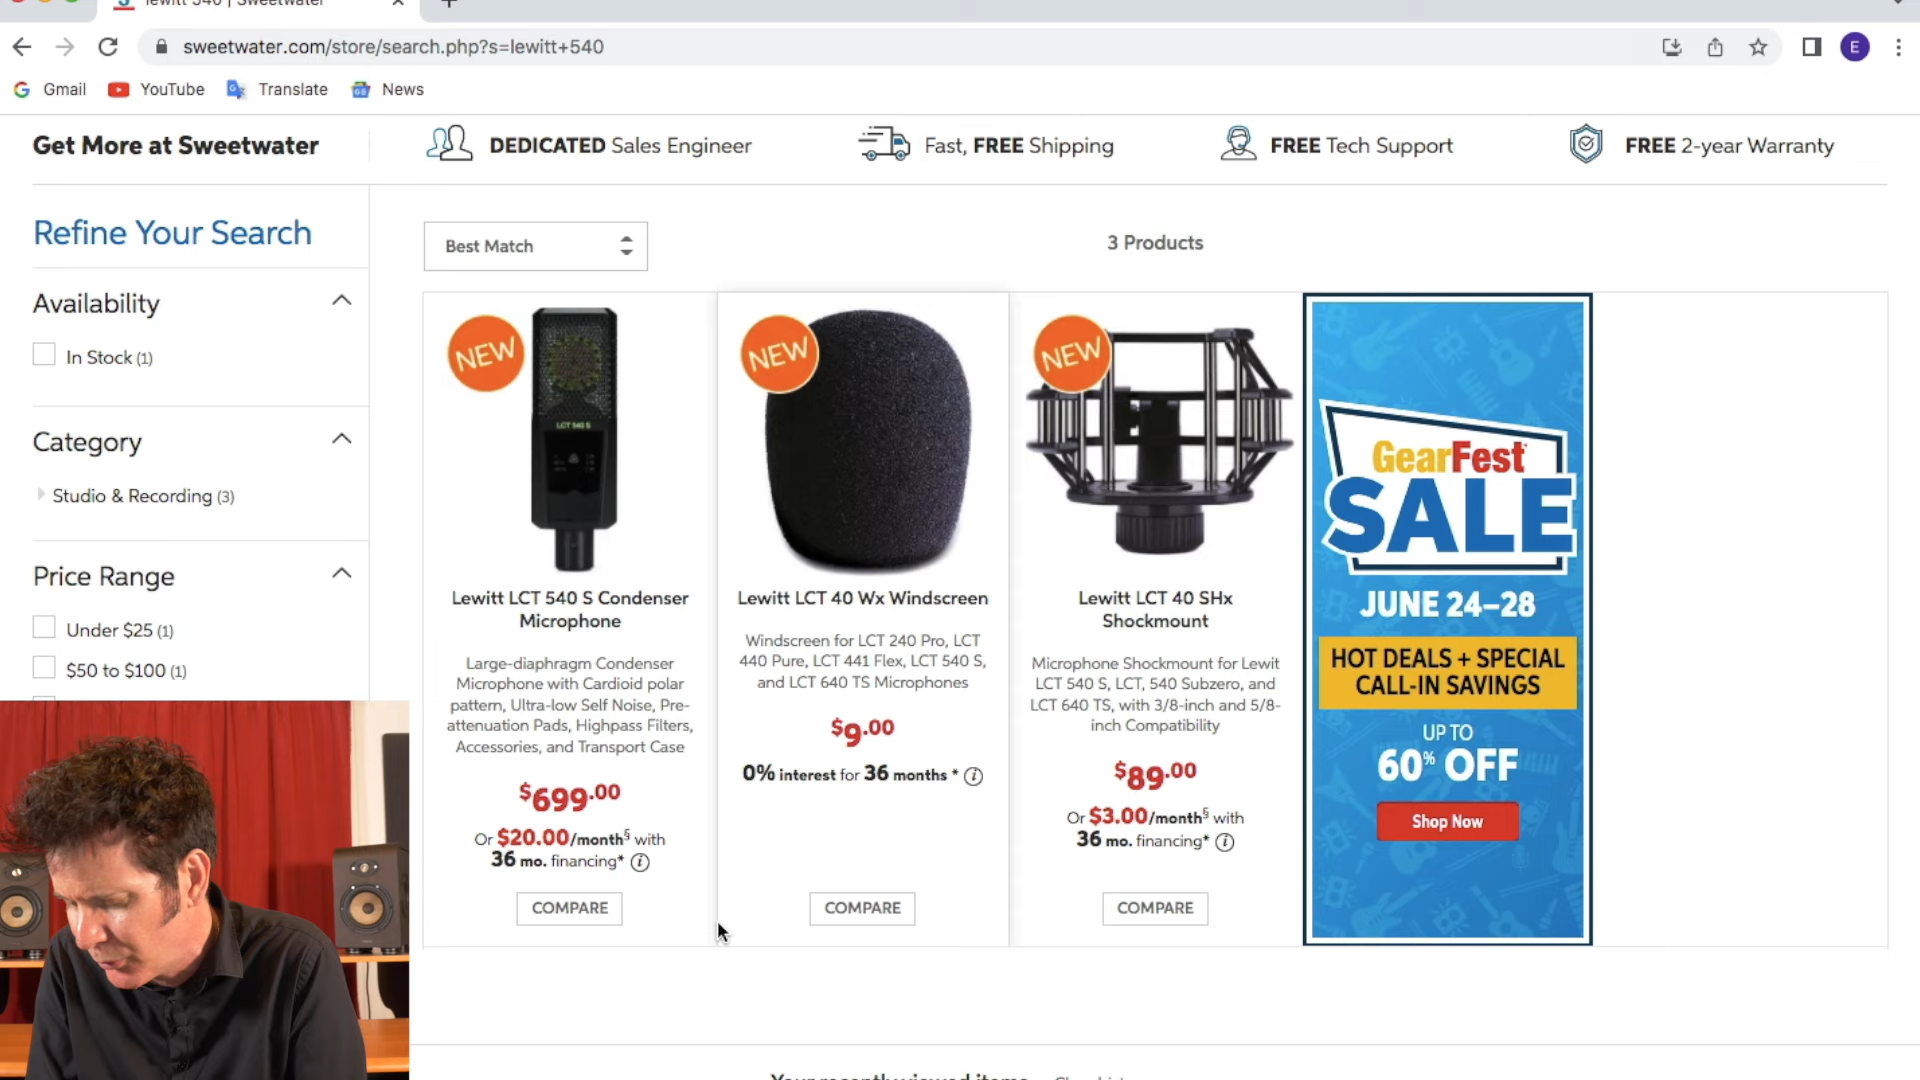 sweetwater.com/store/search.php?s=lewitt+540
E
Gmail YouTube Translate News
Get More at Sweetwater
DEDICATED Sales Engineer
Fast, FREE Shipping
FREE Tech Support
FREE 2-year Warranty
Refine Your Search
Availability
In Stock (1)
Category
Studio & Recording (3)
Price Range
Under $25 (1)
$50 to $100 (1)
Best Match
3 Products
NEW
LCT 540 S
Lewitt LCT 540 S Condenser
Microphone
Large-diaphragm Condenser
Microphone with Cardioid polar
pattern, Ultra-low Self Noise, Pre-
attenuation Pads, Highpass Filters,
Accessories, and Transport Case
$699.00
Or $20.00/month§ with
36 mo. financing* i
COMPARE
NEW
Lewitt LCT 40 Wx Windscreen
Windscreen for LCT 240 Pro, LCT
440 Pure, LCT 441 Flex, LCT 540 S,
and LCT 640 TS Microphones
$9.00
0% interest for 36 months * i
COMPARE
NEW
Lewitt LCT 40 SHx
Shockmount
Microphone Shockmount for Lewit
LCT 540 S, LCT, 540 Subzero, and
LCT 640 TS, with 3/8-inch and 5/8-
inch Compatibility
$89.00
Or $3.00/month§ with
36 mo. financing* i
COMPARE
GearFest
SALE
JUNE 24–28
HOT DEALS + SPECIAL
CALL-IN SAVINGS
UP TO
60% OFF
Shop Now